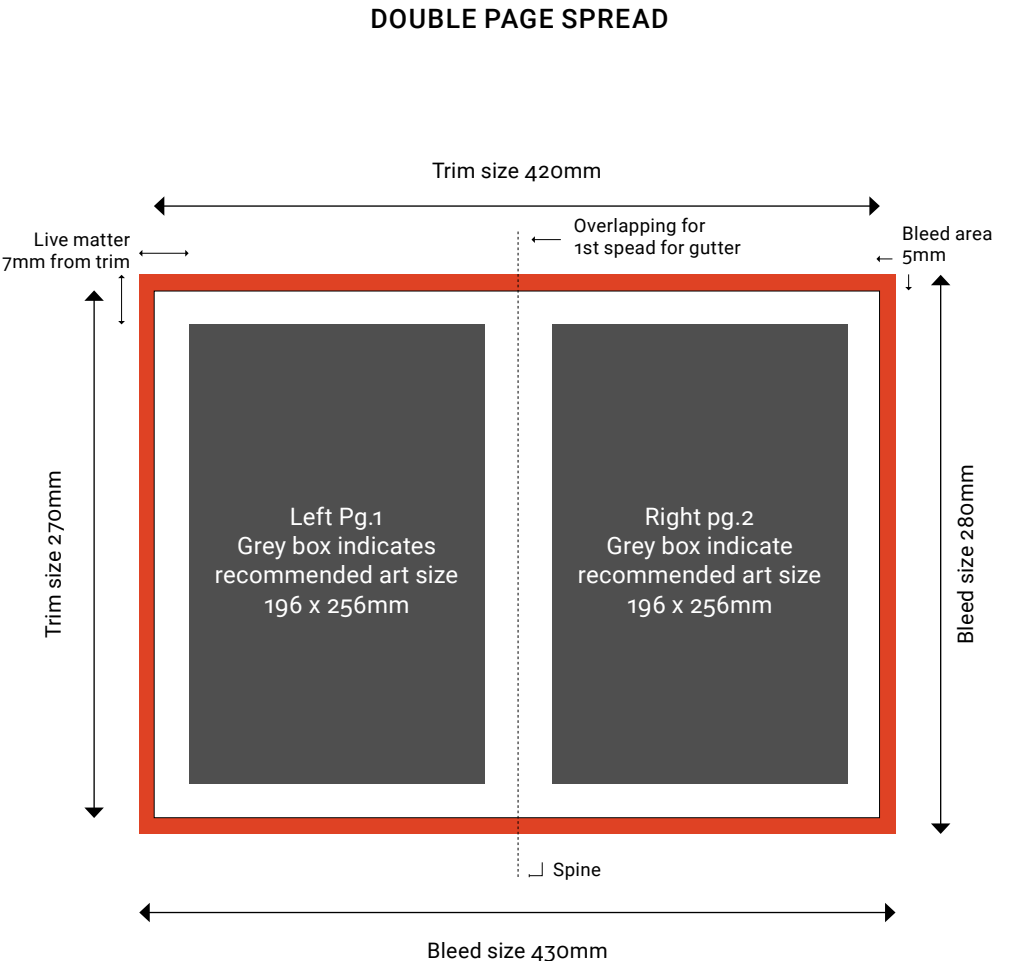 DOUBLE PAGE SPREAD
Trim size 420mm
Live matter
7mm from trim
Overlapping for
1st spead for gutter
Bleed area
5mm
Trim size 270mm
Left Pg.1
Grey box indicates
recommended art size
196 x 256mm
Right pg.2
Grey box indicate
recommended art size
196 x 256mm
Bleed size 280mm
Spine
Bleed size 430mm